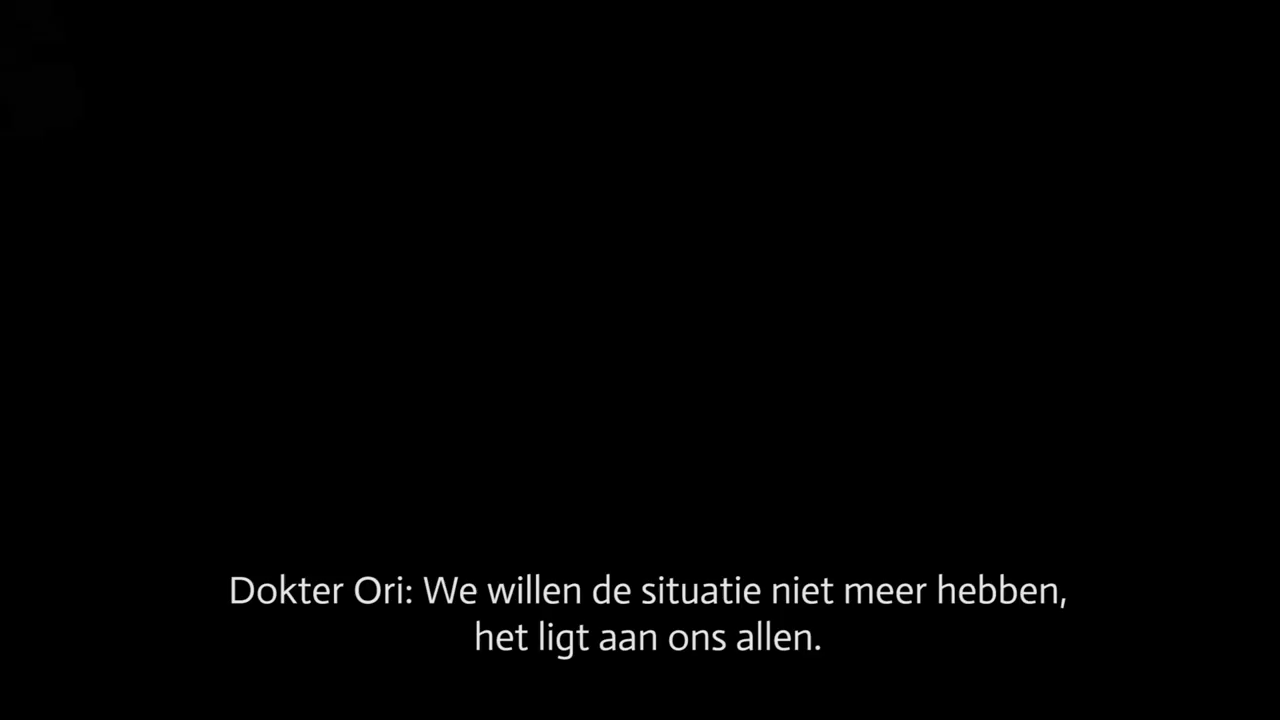 Dokter Ori: We willen de situatie niet meer hebben,
het ligt aan ons allen.